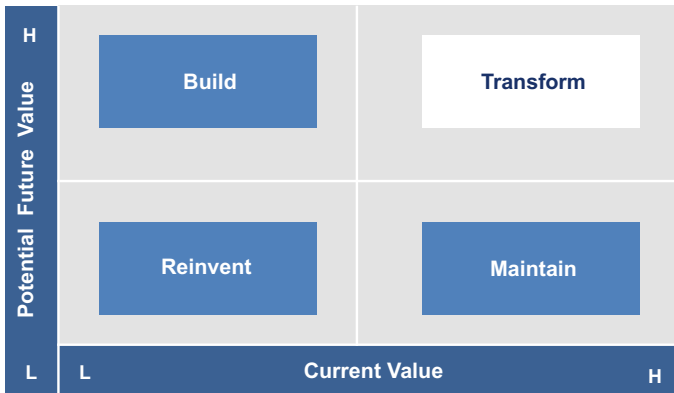 H
Build
Transform
Potential Future Value
Reinvent
Maintain
L
L
Current Value
H